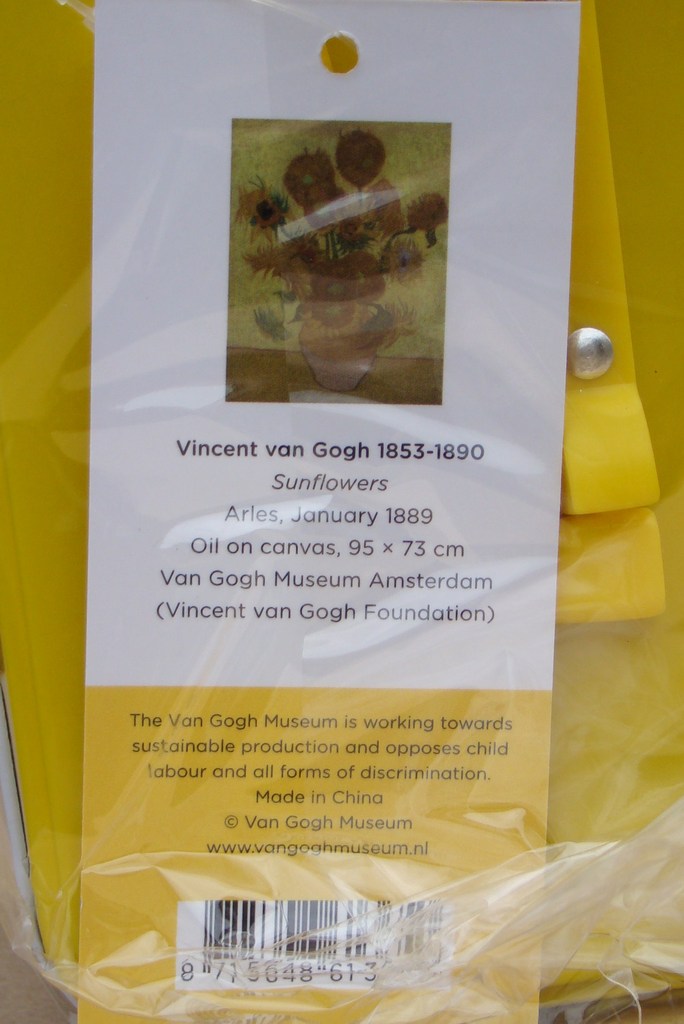 Vincent van Gogh 1853-1890
Sunflowers
Arles, January 1889
Oil on canvas, 95 × 73 cm
Van Gogh Museum Amsterdam
(Vincent van Gogh Foundation)
The Van Gogh Museum is working towards
sustainable production and opposes child
labour and all forms of discrimination.
Made in China
© Van Gogh Museum
www.vangoghmuseum.nl